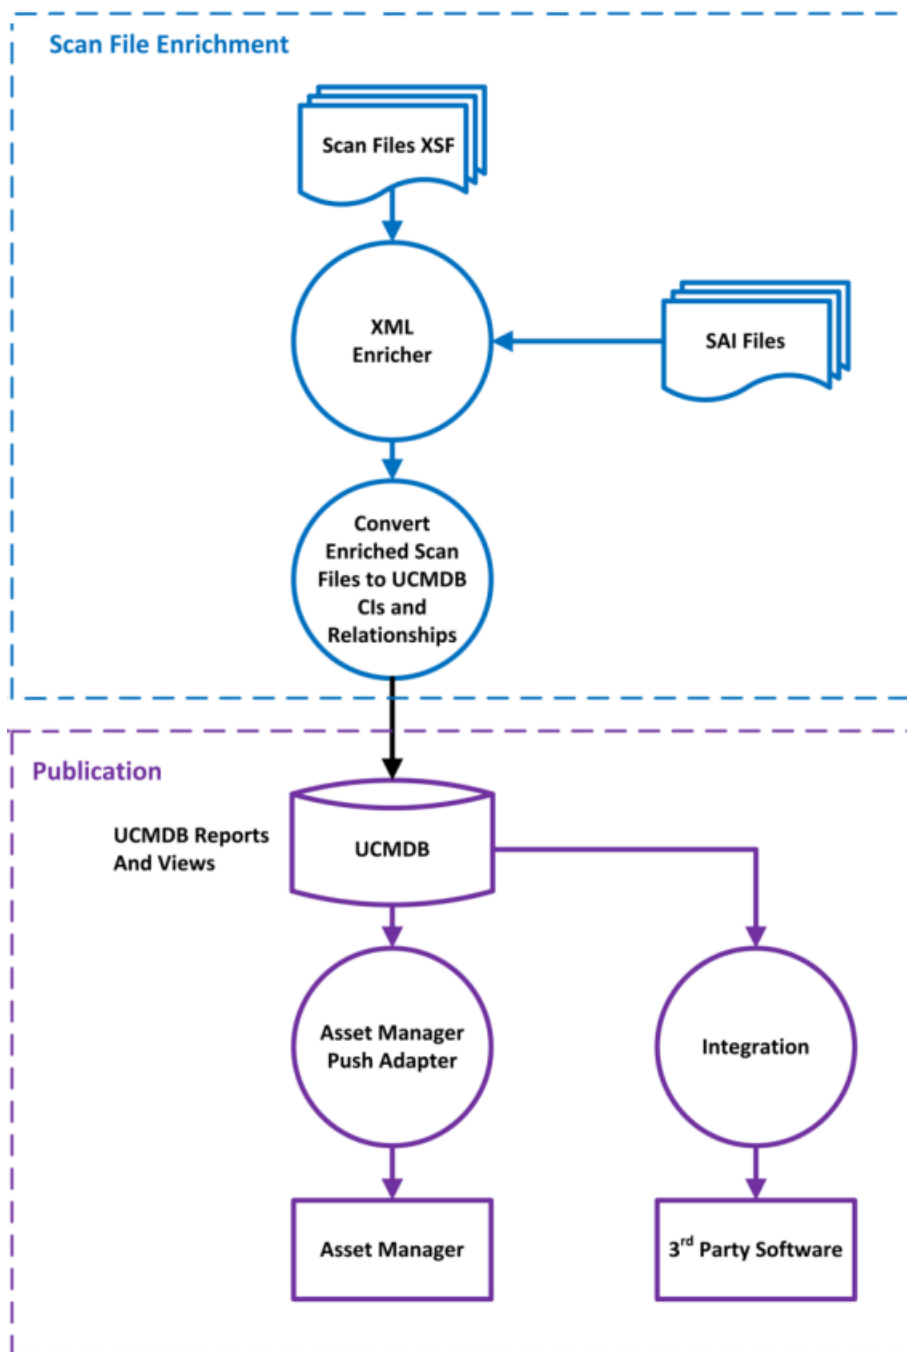 Scan File Enrichment
Scan Files XSF
XML
Enricher
SAI Files
Convert
Enriched Scan
Files to UCMDB
CIs and
Relationships
Publication
UCMDB Reports
And Views
UCMDB
Asset Manager
Push Adapter
Integration
Asset Manager
3rd Party Software